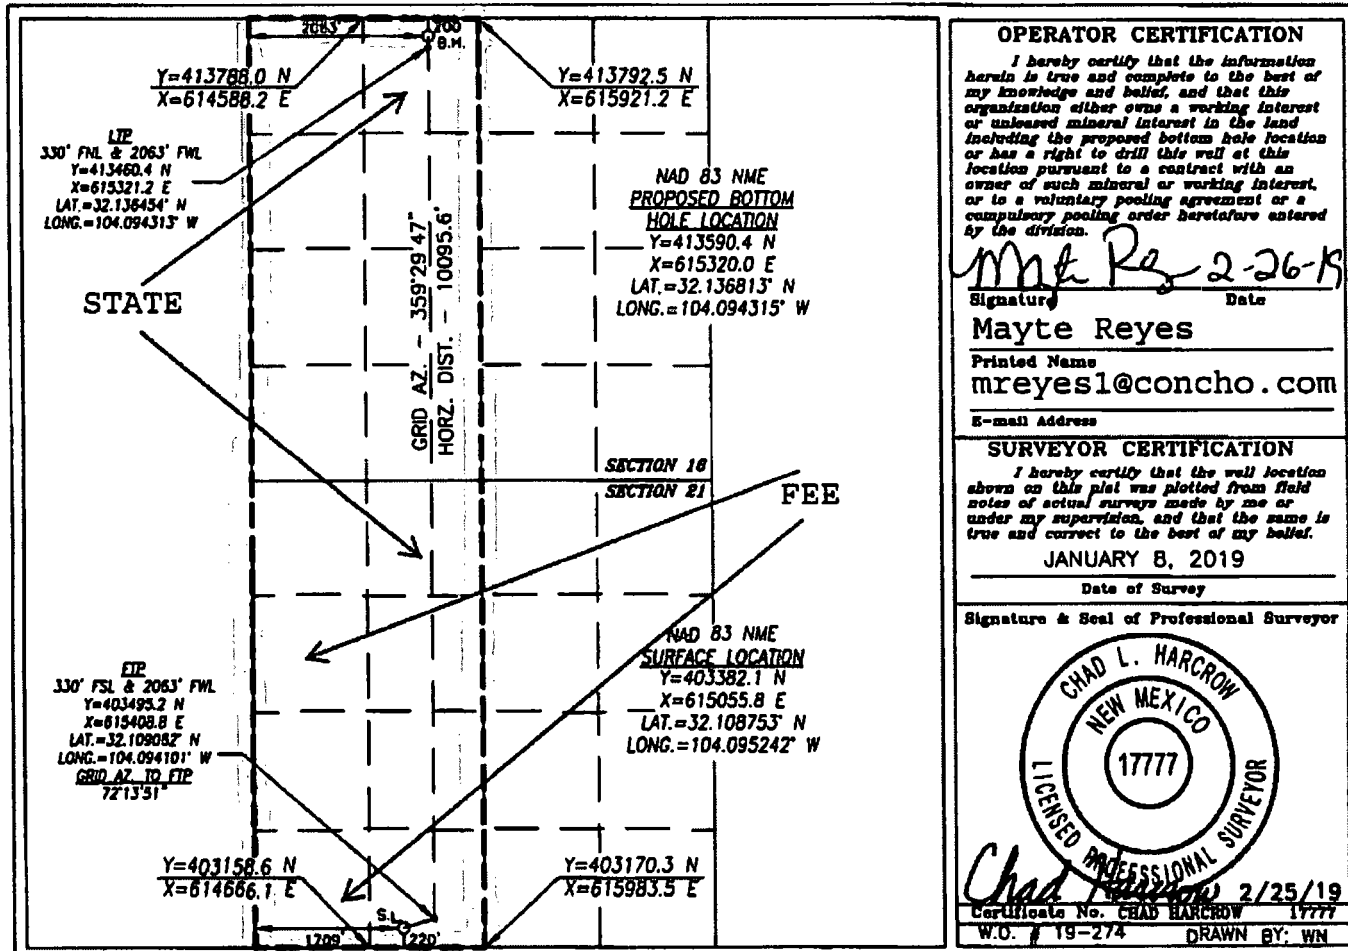 2063'
200'
B.H.
Y=413788.0 N
X=614588.2 E
Y=413792.5 N
X=615921.2 E
LTP
330' FNL & 2063' FWL
Y=413460.4 N
X=615321.2 E
LAT.=32.136454° N
LONG.=104.094313° W
NAD 83 NME
PROPOSED BOTTOM
HOLE LOCATION
Y=413590.4 N
X=615320.0 E
LAT.=32.136813° N
LONG.=104.094315° W
STATE
GRID AZ. - 359°29'47"
HORZ. DIST. - 10095.6'
SECTION 16
SECTION 21
FEE
NAD 83 NME
SURFACE LOCATION
Y=403382.1 N
X=615055.8 E
LAT.=32.108753° N
LONG.=104.095242° W
FTP
330' FSL & 2063' FWL
Y=403495.2 N
X=615408.8 E
LAT.=32.109062° N
LONG.=104.094101° W
GRID AZ. TO FTP
72°13'51"
Y=403158.6 N
X=614666.1 E
Y=403170.3 N
X=615983.5 E
S.L.
1709'
220'
OPERATOR CERTIFICATION
I hereby certify that the information
herein is true and complete to the best of
my knowledge and belief, and that this
organization either owns a working interest
or unleased mineral interest in the land
including the proposed bottom hole location
or has a right to drill this well at this
location pursuant to a contract with an
owner of such mineral or working interest,
or to a voluntary pooling agreement or a
compulsory pooling order heretofore entered
by the division.
2-26-19
Signature Date
Mayte Reyes
Printed Name
mreyes1@concho.com
E-mail Address
SURVEYOR CERTIFICATION
I hereby certify that the well location
shown on this plat was plotted from field
notes of actual surveys made by me or
under my supervision, and that the same is
true and correct to the best of my belief.
JANUARY 8, 2019
Date of Survey
Signature & Seal of Professional Surveyor
CHAD L. HARCROW
NEW MEXICO
17777
LICENSED PROFESSIONAL SURVEYOR
Chad Harcrow 2/25/19
Certificate No. CHAD HARCROW 17777
W.O. # 19-274 DRAWN BY: WN